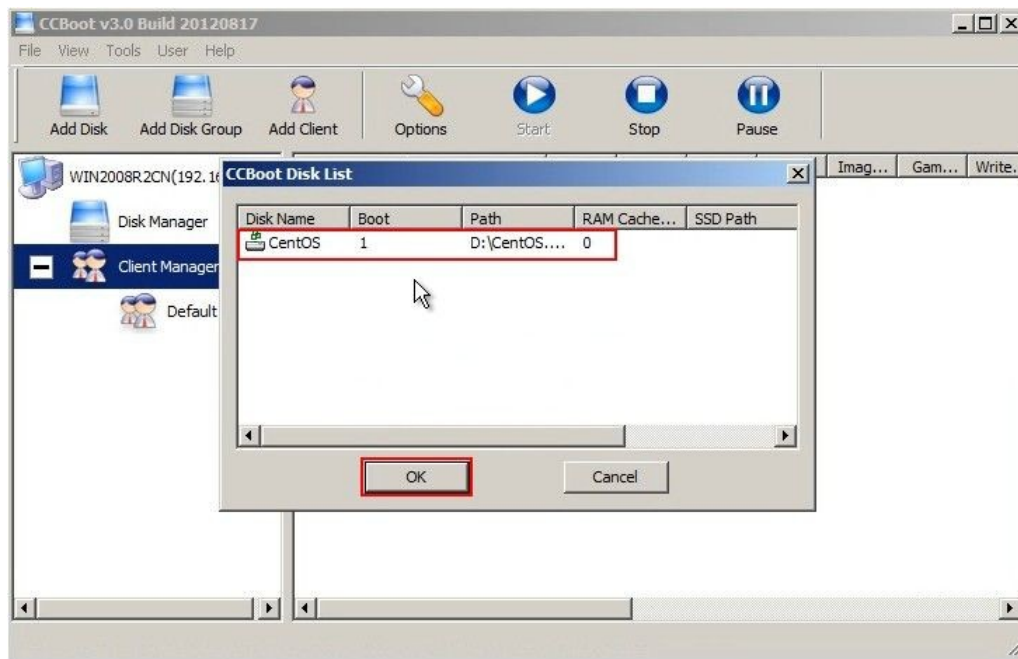 CCBoot v3.0 Build 20120817
File View Tools User Help
Add Disk Add Disk Group Add Client Options Start Stop Pause
WIN2008R2CN(192.16
Imag... Gam... Write.
CCBoot Disk List
Disk Manager
Disk Name Boot Path RAM Cache... SSD Path
CentOS 1 D:\CentOS.... 0
Client Manager
Default
OK Cancel